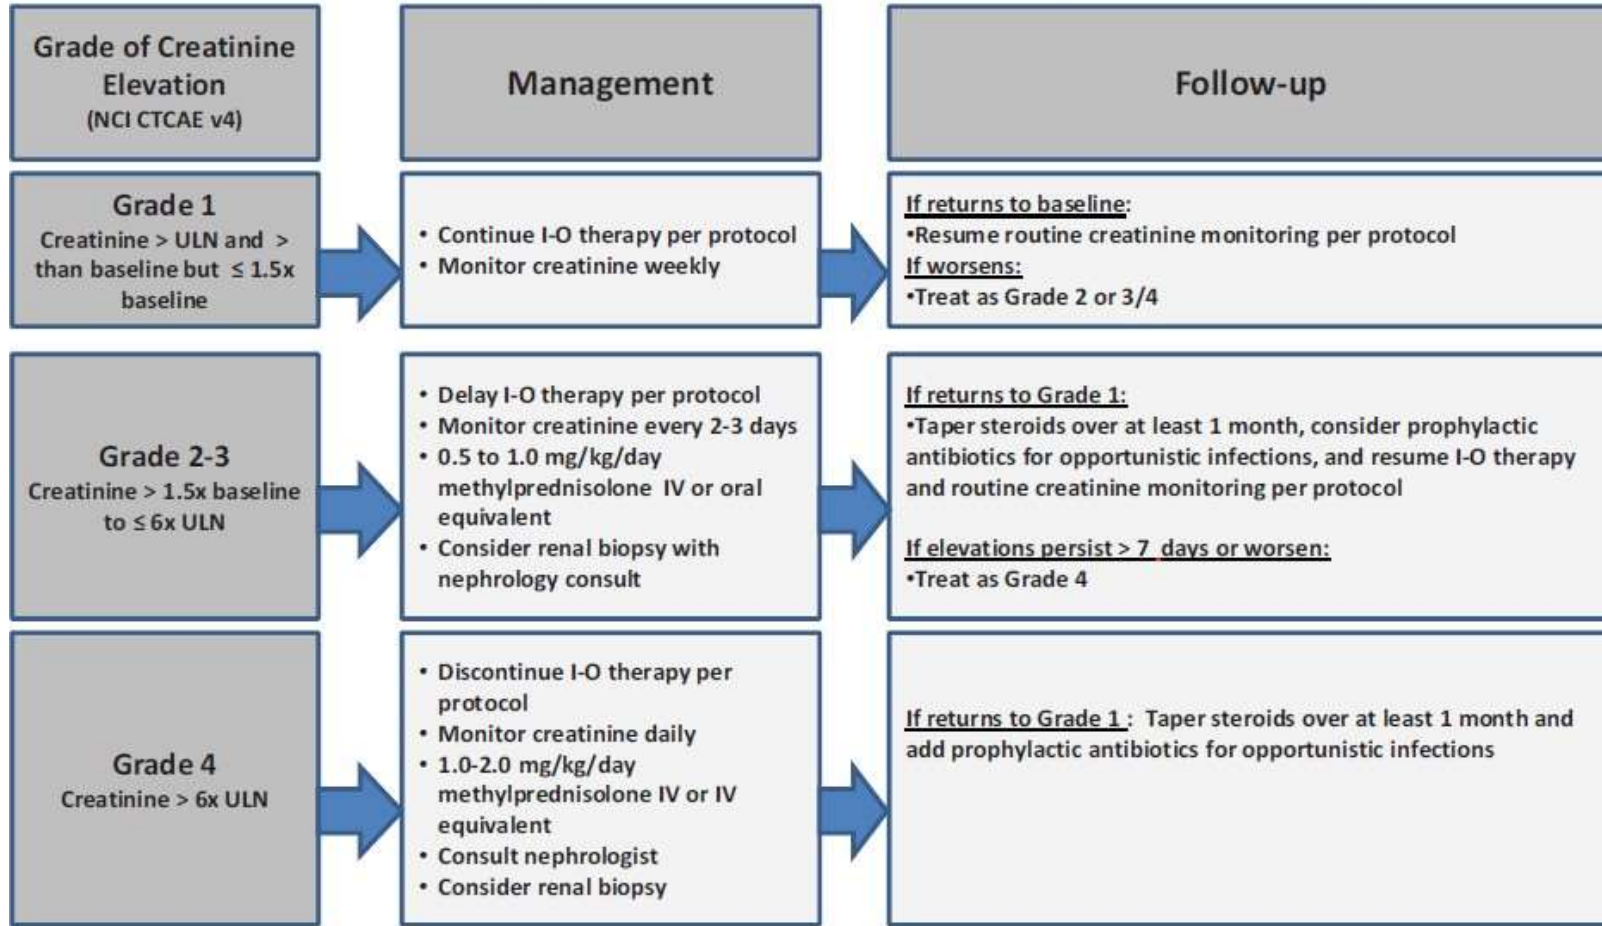 Grade of Creatinine
Elevation
(NCI CTCAE v4)
Management
Follow-up
Grade 1
Creatinine > ULN and >
than baseline but ≤ 1.5x
baseline
• Continue I-O therapy per protocol
• Monitor creatinine weekly
If returns to baseline:
•Resume routine creatinine monitoring per protocol
If worsens:
•Treat as Grade 2 or 3/4
Grade 2-3
Creatinine > 1.5x baseline
to ≤ 6x ULN
• Delay I-O therapy per protocol
• Monitor creatinine every 2-3 days
• 0.5 to 1.0 mg/kg/day
methylprednisolone IV or oral
equivalent
• Consider renal biopsy with
nephrology consult
If returns to Grade 1:
•Taper steroids over at least 1 month, consider prophylactic
antibiotics for opportunistic infections, and resume I-O therapy
and routine creatinine monitoring per protocol
If elevations persist > 7 days or worsen:
•Treat as Grade 4
Grade 4
Creatinine > 6x ULN
• Discontinue I-O therapy per
protocol
• Monitor creatinine daily
• 1.0-2.0 mg/kg/day
methylprednisolone IV or IV
equivalent
• Consult nephrologist
• Consider renal biopsy
If returns to Grade 1 : Taper steroids over at least 1 month and
add prophylactic antibiotics for opportunistic infections